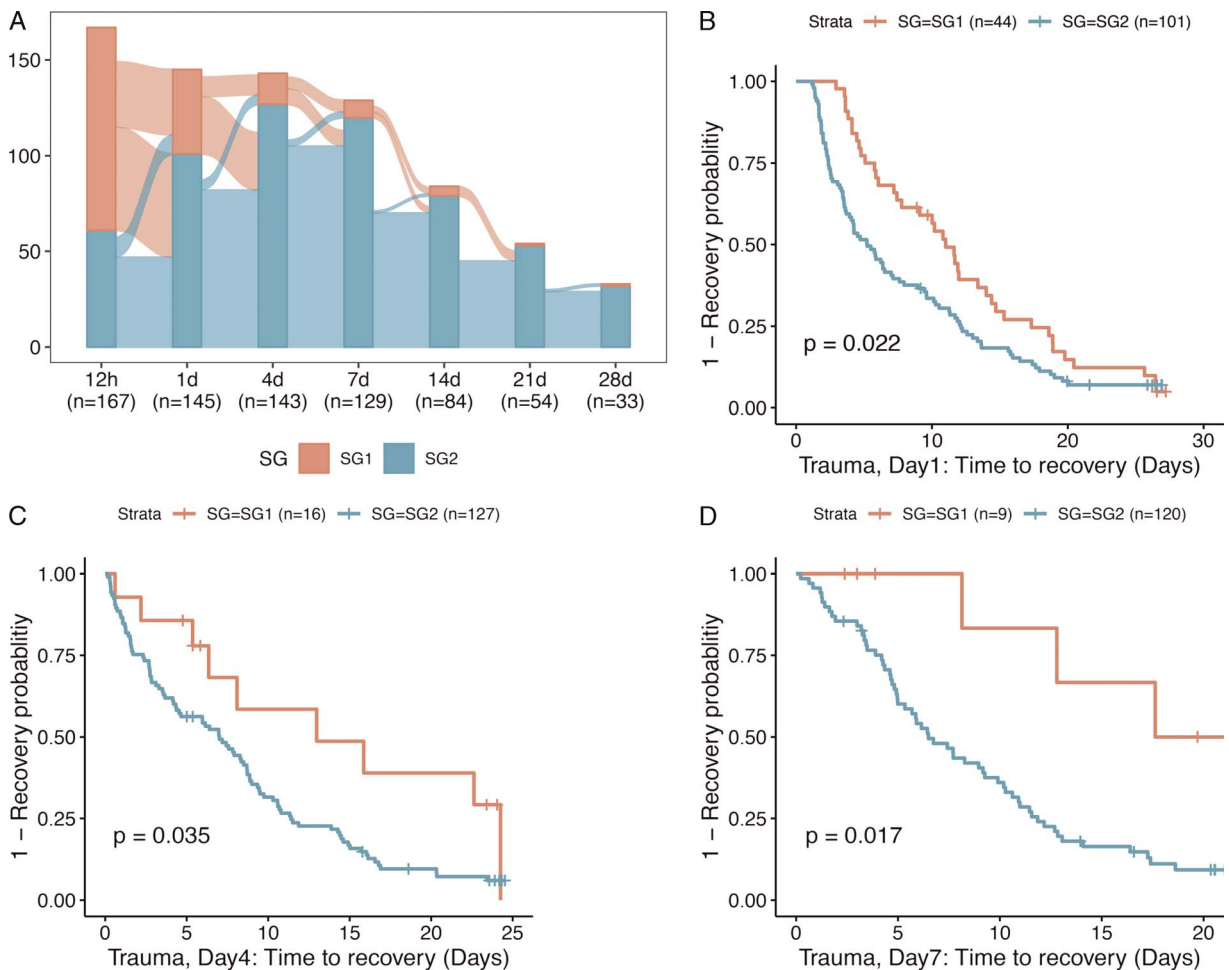 A
150
100
50
0
12h 1d 4d 7d 14d 21d 28d
(n=167) (n=145) (n=143) (n=129) (n=84) (n=54) (n=33)
SG SG1 SG2
B
Strata SG=SG1 (n=44) SG=SG2 (n=101)
1.00
0.75
0.50
0.25
0.00
1 − Recovery probablitiy
p = 0.022
0 10 20 30
Trauma, Day1: Time to recovery (Days)
C
Strata SG=SG1 (n=16) SG=SG2 (n=127)
1.00
0.75
0.50
0.25
0.00
1 − Recovery probablitiy
p = 0.035
0 5 10 15 20 25
Trauma, Day4: Time to recovery (Days)
D
Strata SG=SG1 (n=9) SG=SG2 (n=120)
1.00
0.75
0.50
0.25
0.00
1 − Recovery probablitiy
p = 0.017
0 5 10 15 20
Trauma, Day7: Time to recovery (Days)